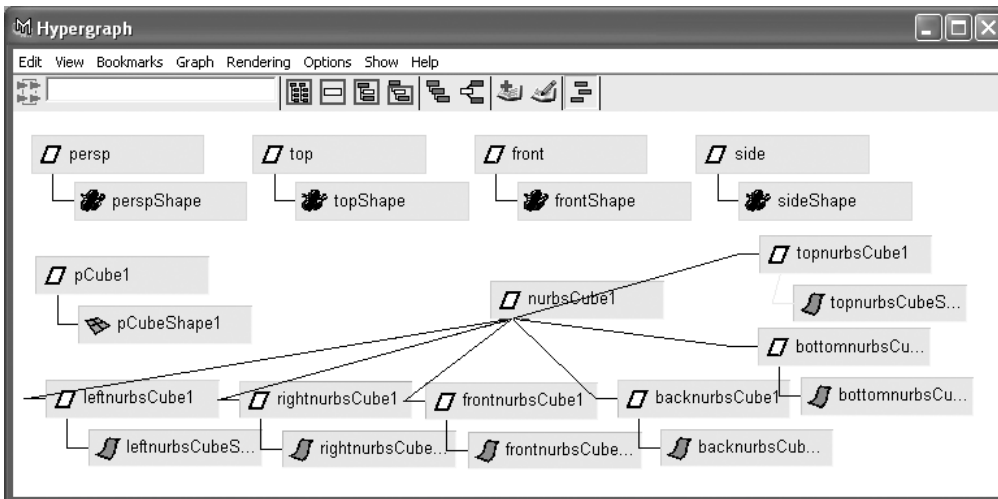 Hypergraph
Edit View Bookmarks Graph Rendering Options Show Help
persp top front side
perspShape topShape frontShape sideShape
topnurbsCube1
pCube1
nurbsCube1
topnurbsCubeS...
pCubeShape1
bottomnurbsCu...
leftnurbsCube1 rightnurbsCube1 frontnurbsCube1 backnurbsCube1
bottomnurbsCu...
leftnurbsCubeS... rightnurbsCube... frontnurbsCube... backnurbsCub...